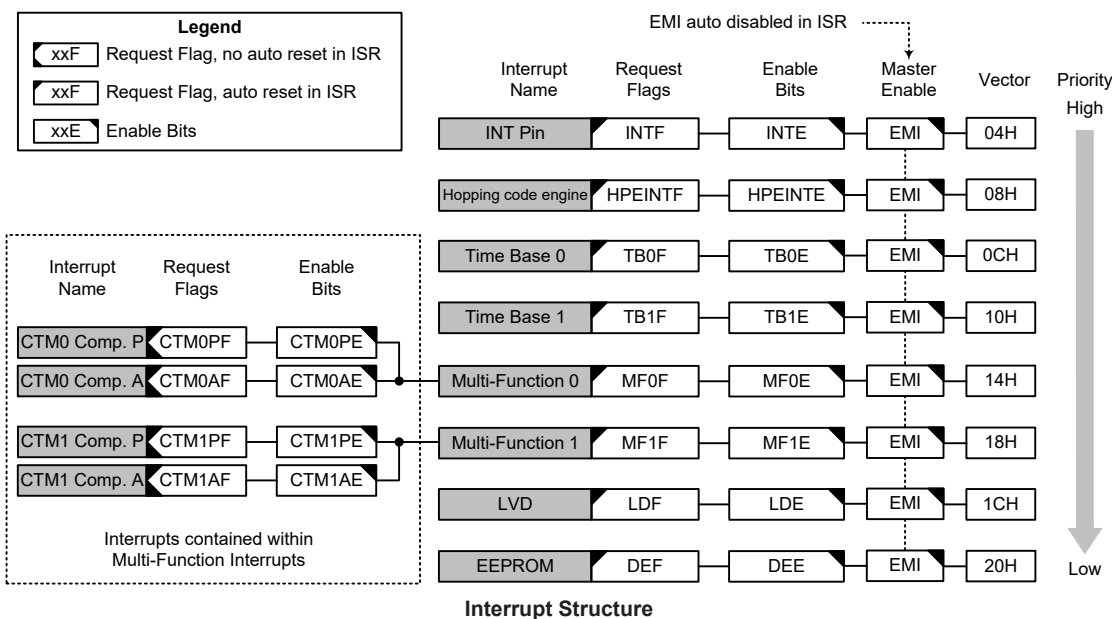 Legend
xxF Request Flag, no auto reset in ISR
xxF Request Flag, auto reset in ISR
xxE Enable Bits
EMI auto disabled in ISR
Interrupt Name Request Flags Enable Bits Master Enable Vector Priority
High
INT Pin INTF INTE EMI 04H
Hopping code engine HPEINTF HPEINTE EMI 08H
Time Base 0 TB0F TB0E EMI 0CH
Time Base 1 TB1F TB1E EMI 10H
Multi-Function 0 MF0F MF0E EMI 14H
Multi-Function 1 MF1F MF1E EMI 18H
LVD LDF LDE EMI 1CH
EEPROM DEF DEE EMI 20H
Low
Interrupt Name Request Flags Enable Bits
CTM0 Comp. P CTM0PF CTM0PE
CTM0 Comp. A CTM0AF CTM0AE
CTM1 Comp. P CTM1PF CTM1PE
CTM1 Comp. A CTM1AF CTM1AE
Interrupts contained within
Multi-Function Interrupts
Interrupt Structure